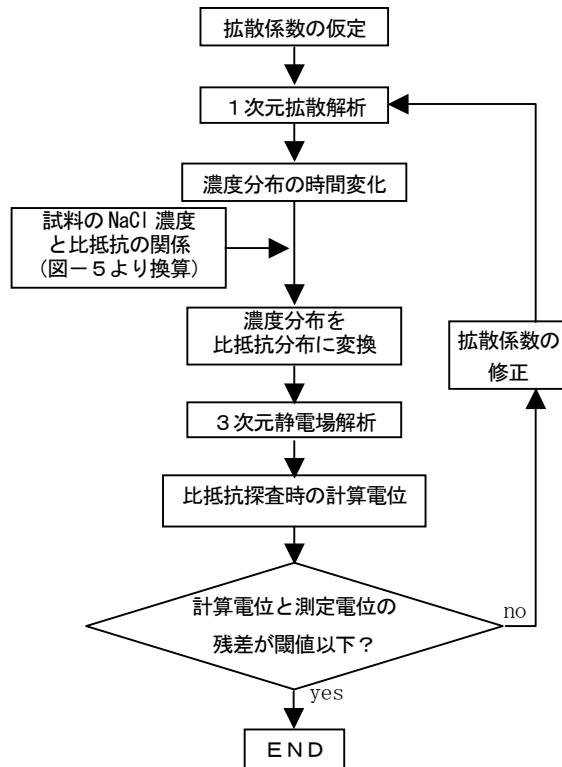 拡散係数の仮定
1次元拡散解析
濃度分布の時間変化
試料の NaCl 濃度
と比抵抗の関係
(図-5より換算)
濃度分布を
比抵抗分布に変換
拡散係数の
修正
3次元静電場解析
比抵抗探査時の計算電位
計算電位と測定電位の
残差が閾値以下?
no
yes
END